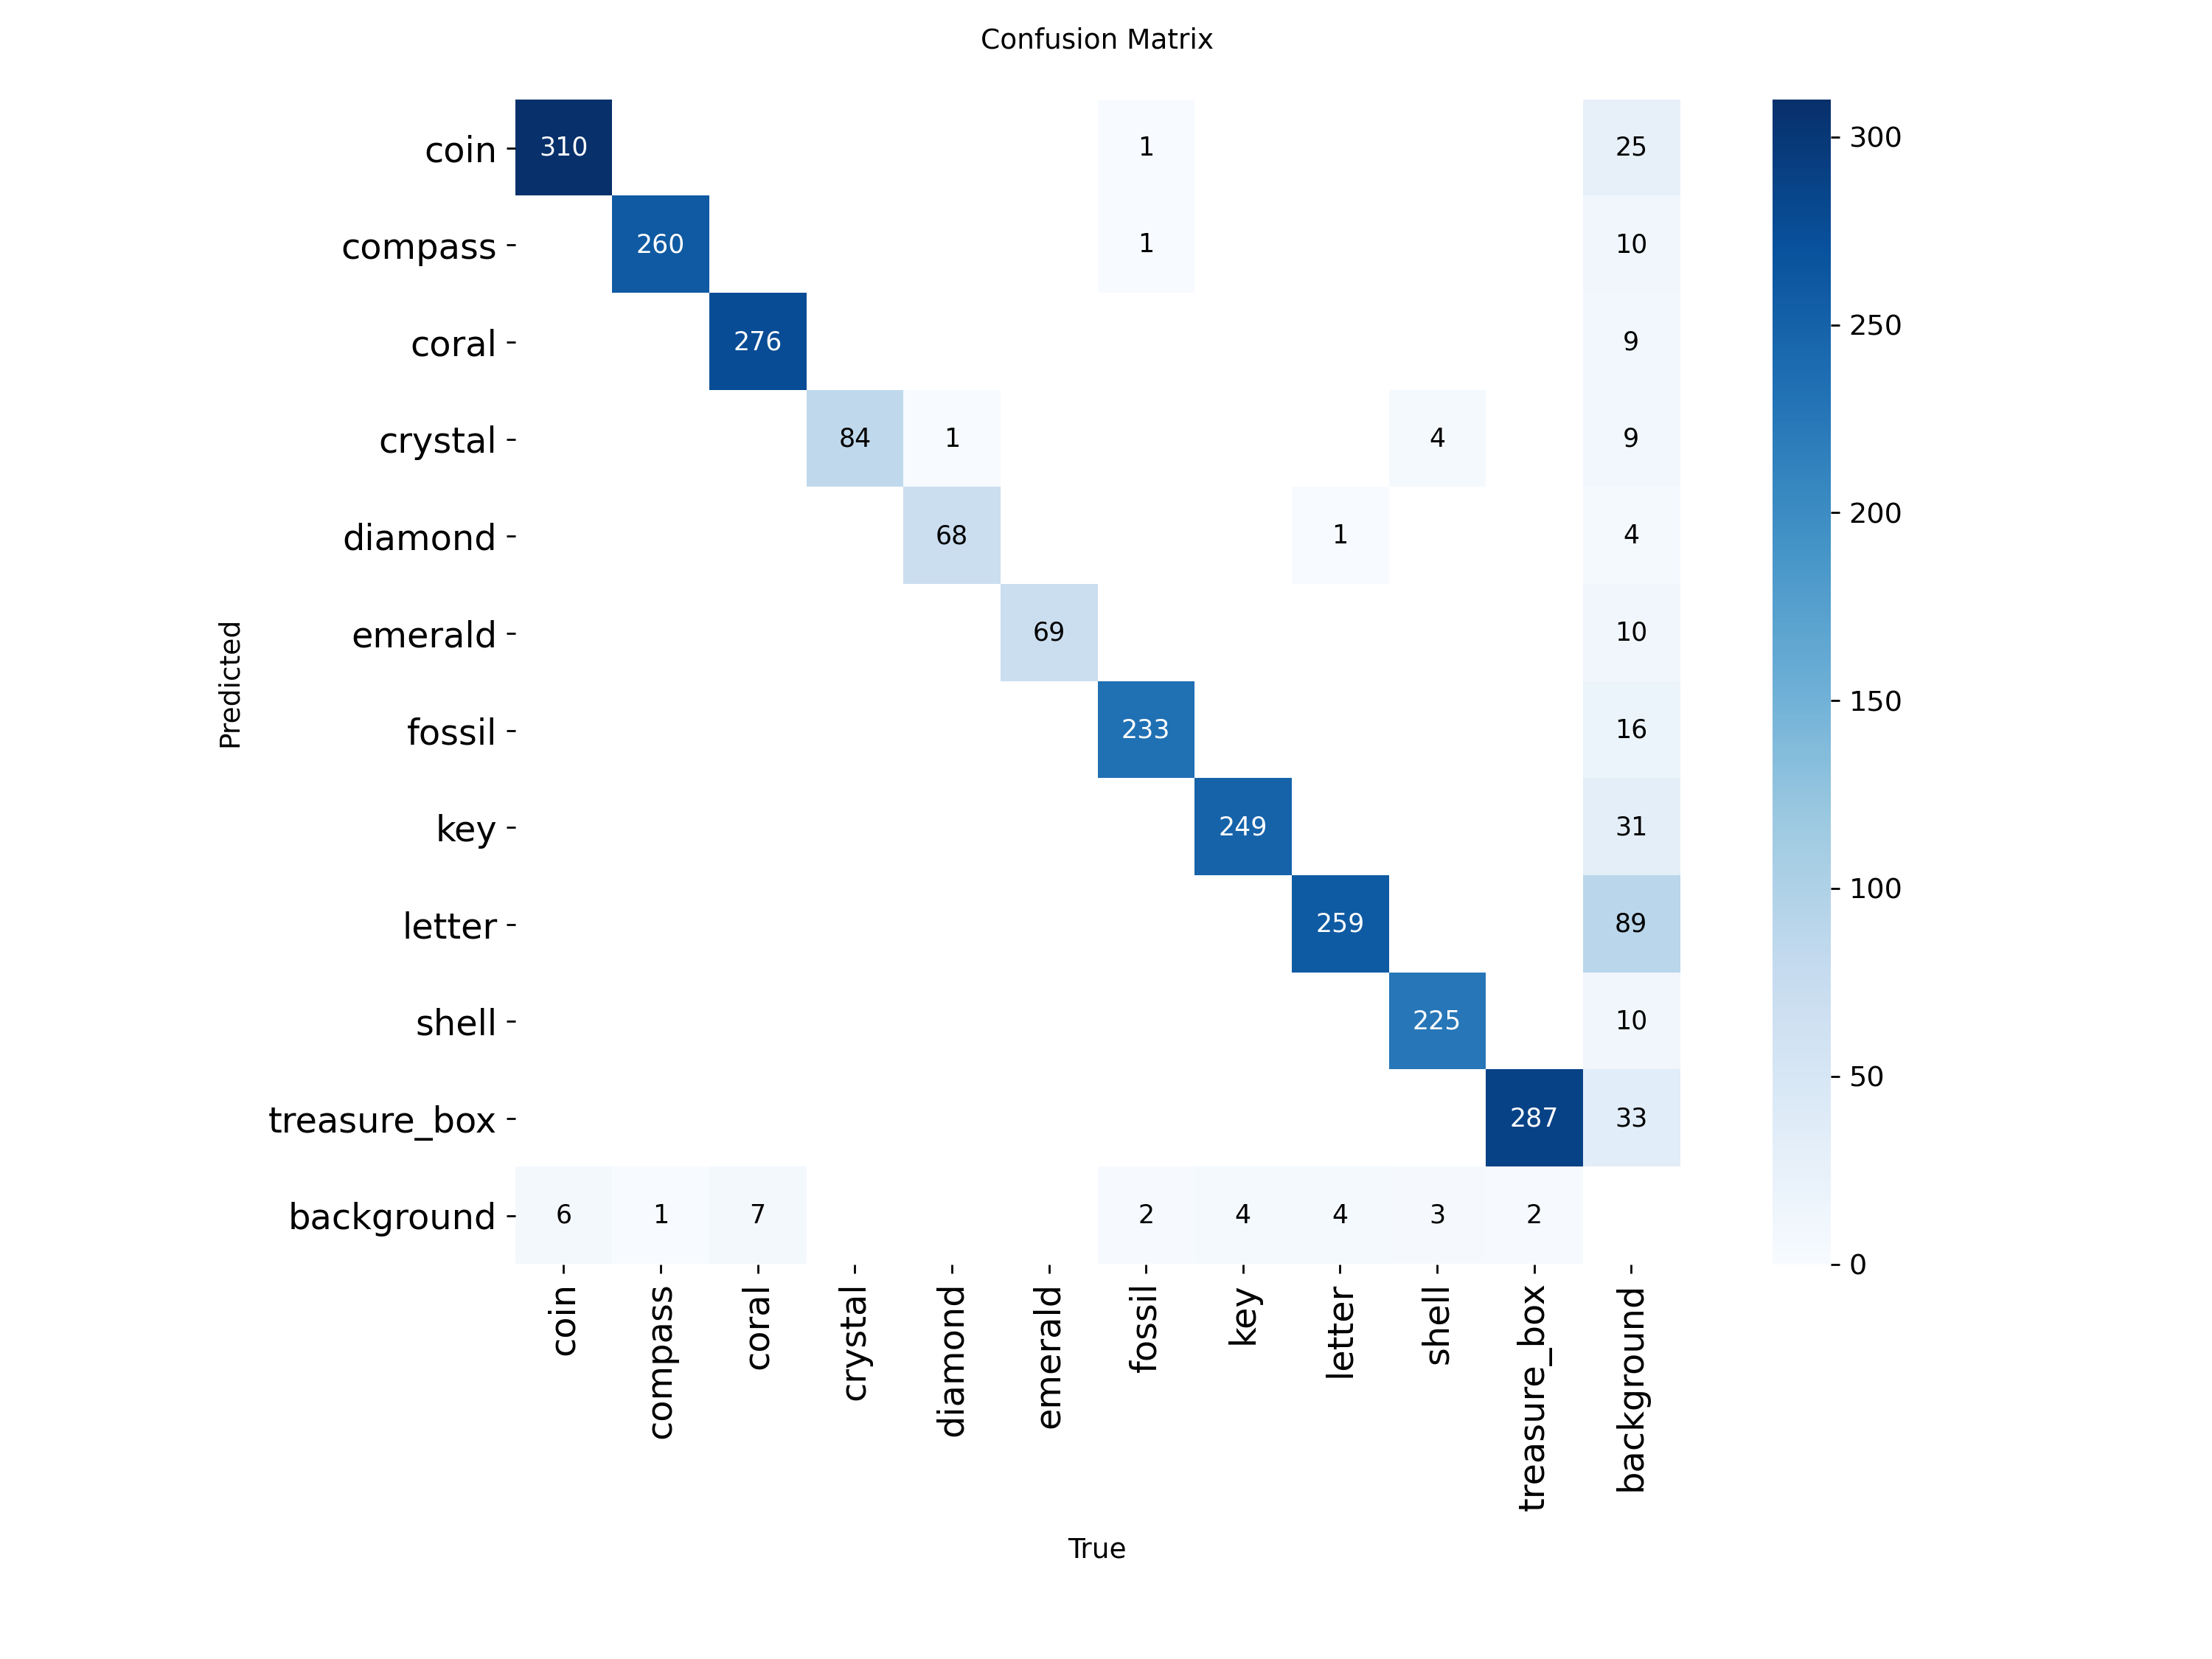 Confusion Matrix
coin 310 1 25 300
compass 260 1 10
coral 276 9 250
crystal 84 1 4 9
diamond 68 1 4 200
emerald 69 10
Predicted
fossil 233 16 150
key 249 31
letter 259 89 100
shell 225 10
treasure_box 287 33 50
background 6 1 7 2 4 4 3 2
0
coin compass coral crystal diamond emerald fossil key letter shell treasure_box background
True